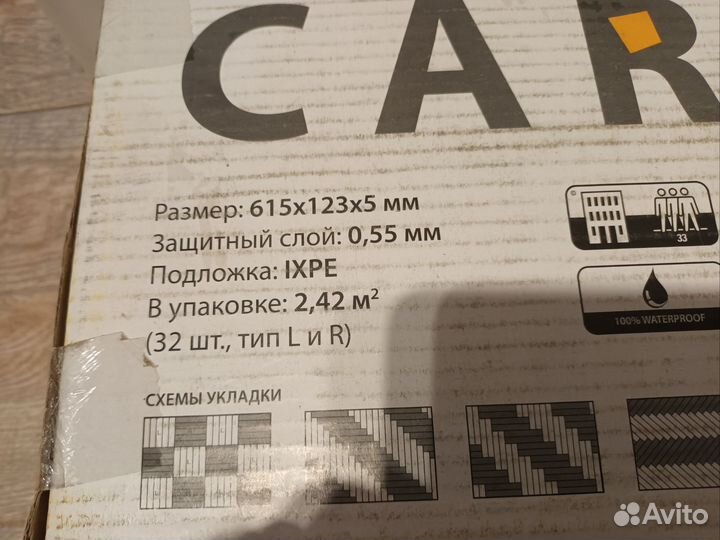 CAR
Размер: 615x123x5 мм
Защитный слой: 0,55 мм
Подложка: IXPE
В упаковке: 2,42 м²
(32 шт., тип L и R)
33
100% WATERPROOF
СХЕМЫ УКЛАДКИ
Avito